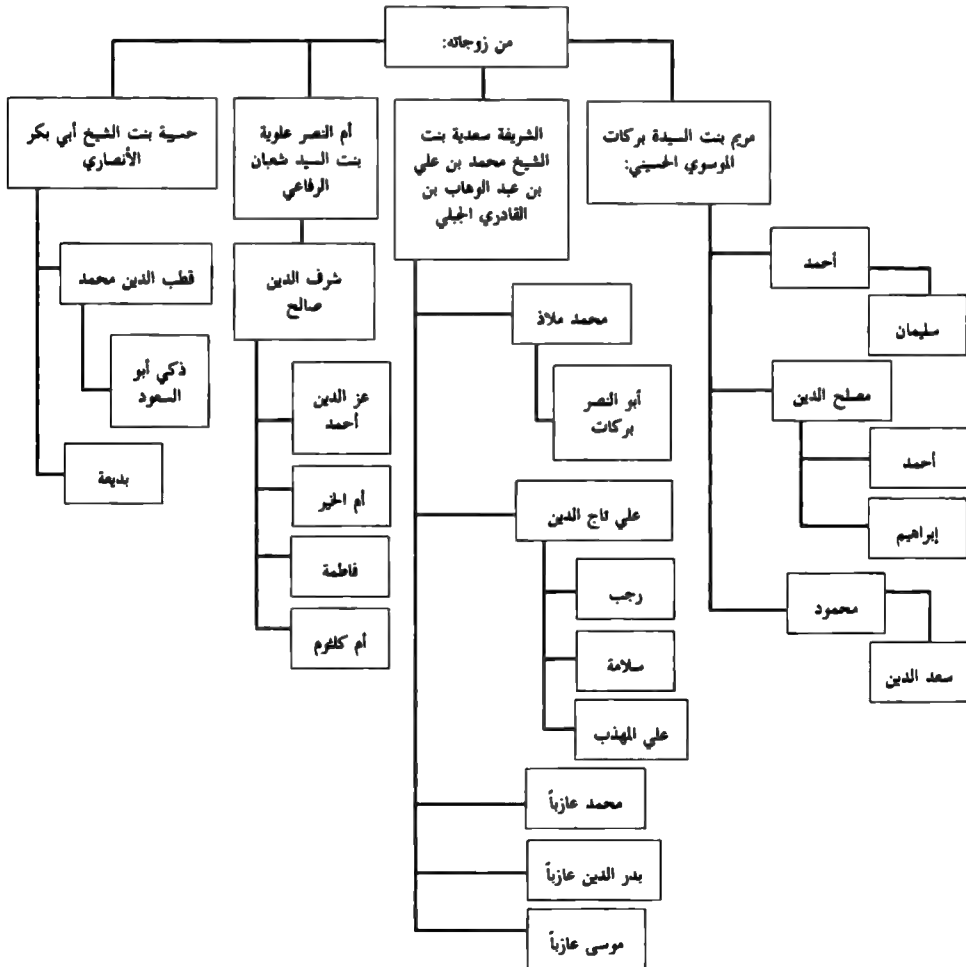 من زوجاته:
مريم بنت السيدة بركات
الموسوي الحسيني:
أحمد
سليمان
مصلح الدين
أحمد
إبراهيم
محمود
سعد الدين
الشريفة سعدية بنت
الشيخ محمد بن علي
بن عبد الوهاب بن
القادري الجبلي
محمد ملاذ
أبو النصر
بركات
علي تاج الدين
رجب
سلامة
علي المهذب
محمد عازباً
بدر الدين عازباً
موسى عازباً
أم النصر علوية
بنت السيد شعبان
الرفاعي
شرف الدين
صالح
عز الدين
أحمد
أم الخير
فاطمة
أم كلثوم
حسيبة بنت الشيخ أبي بكر
الأنصاري
قطب الدين محمد
ذكي أبو
السعود
بديعة